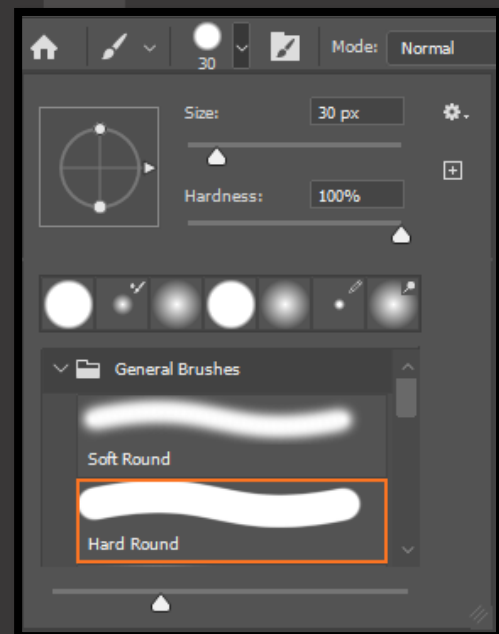 30
Mode: Normal
Size: 30 px
Hardness: 100%
General Brushes
Soft Round
Hard Round